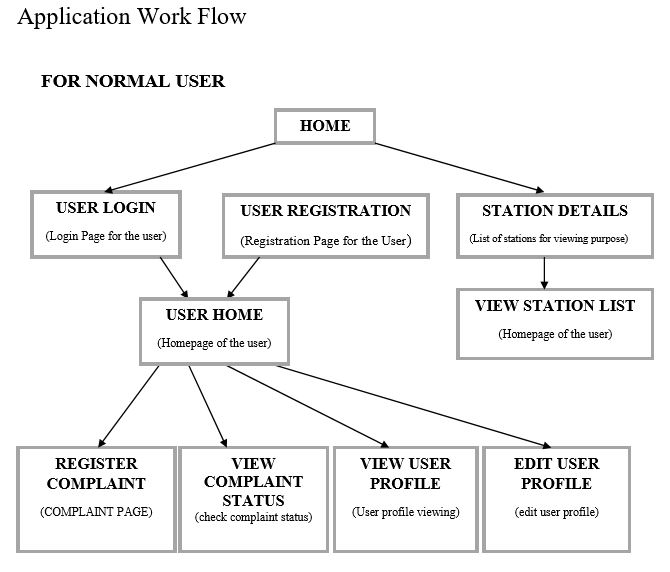 Application Work Flow
FOR NORMAL USER
HOME
USER LOGIN
(Login Page for the user)
USER REGISTRATION
(Registration Page for the User)
STATION DETAILS
(List of stations for viewing purpose)
USER HOME
(Homepage of the user)
VIEW STATION LIST
(Homepage of the user)
REGISTER
COMPLAINT
(COMPLAINT PAGE)
VIEW
COMPLAINT
STATUS
(check complaint status)
VIEW USER
PROFILE
(User profile viewing)
EDIT USER
PROFILE
(edit user profile)